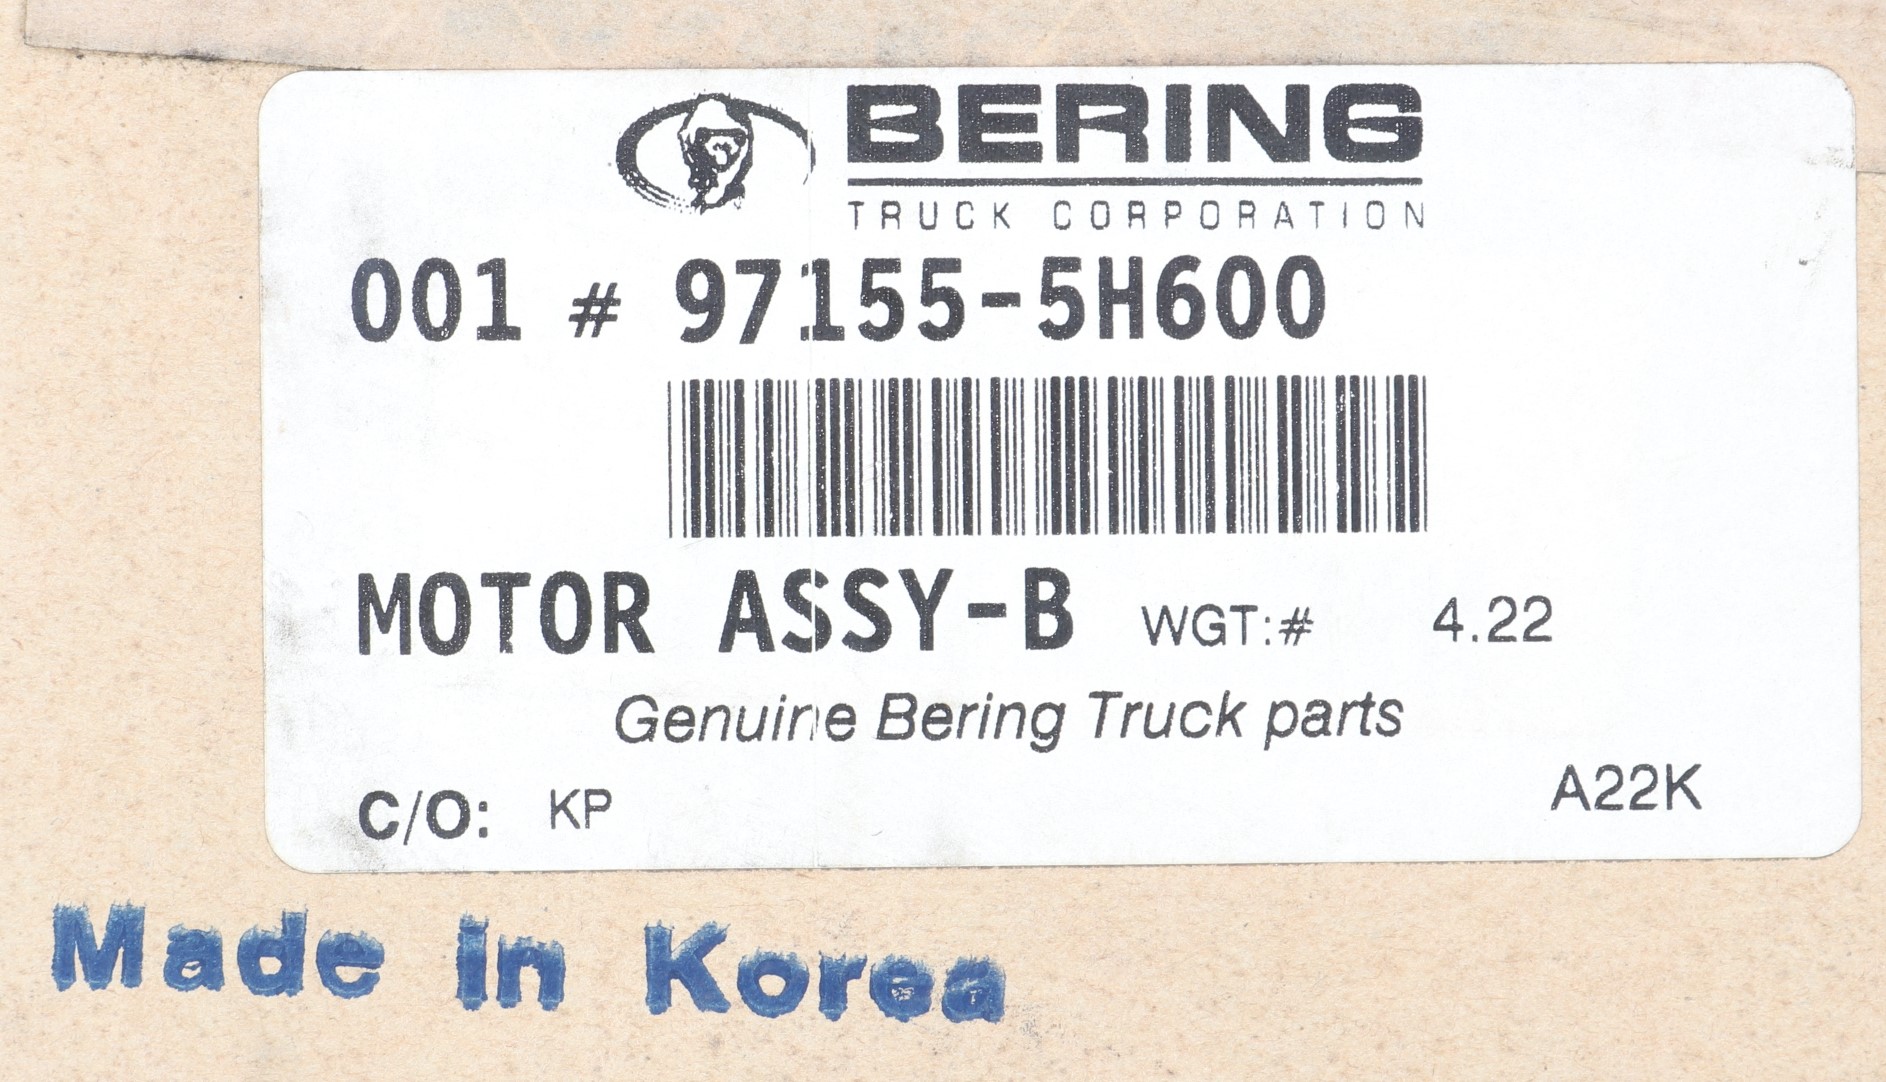 BERING
TRUCK CORPORATION
001 # 97155-5H600
MOTOR ASSY-B WGT:# 4.22
Genuine Bering Truck parts
C/O: KP A22K
Made in Korea